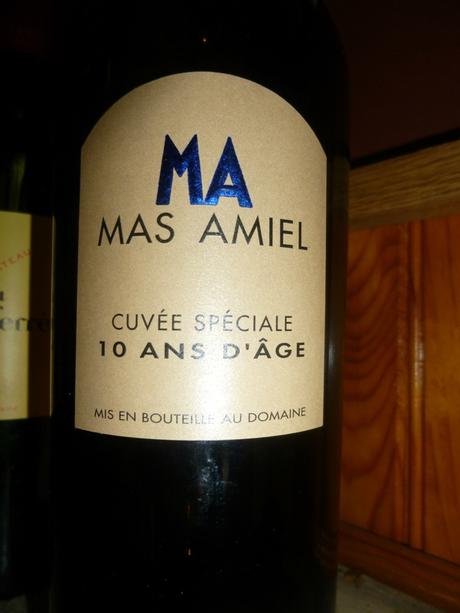 MA
MAS AMIEL
CUVÉE SPÉCIALE
10 ANS D'ÂGE
MIS EN BOUTEILLE AU DOMAINE